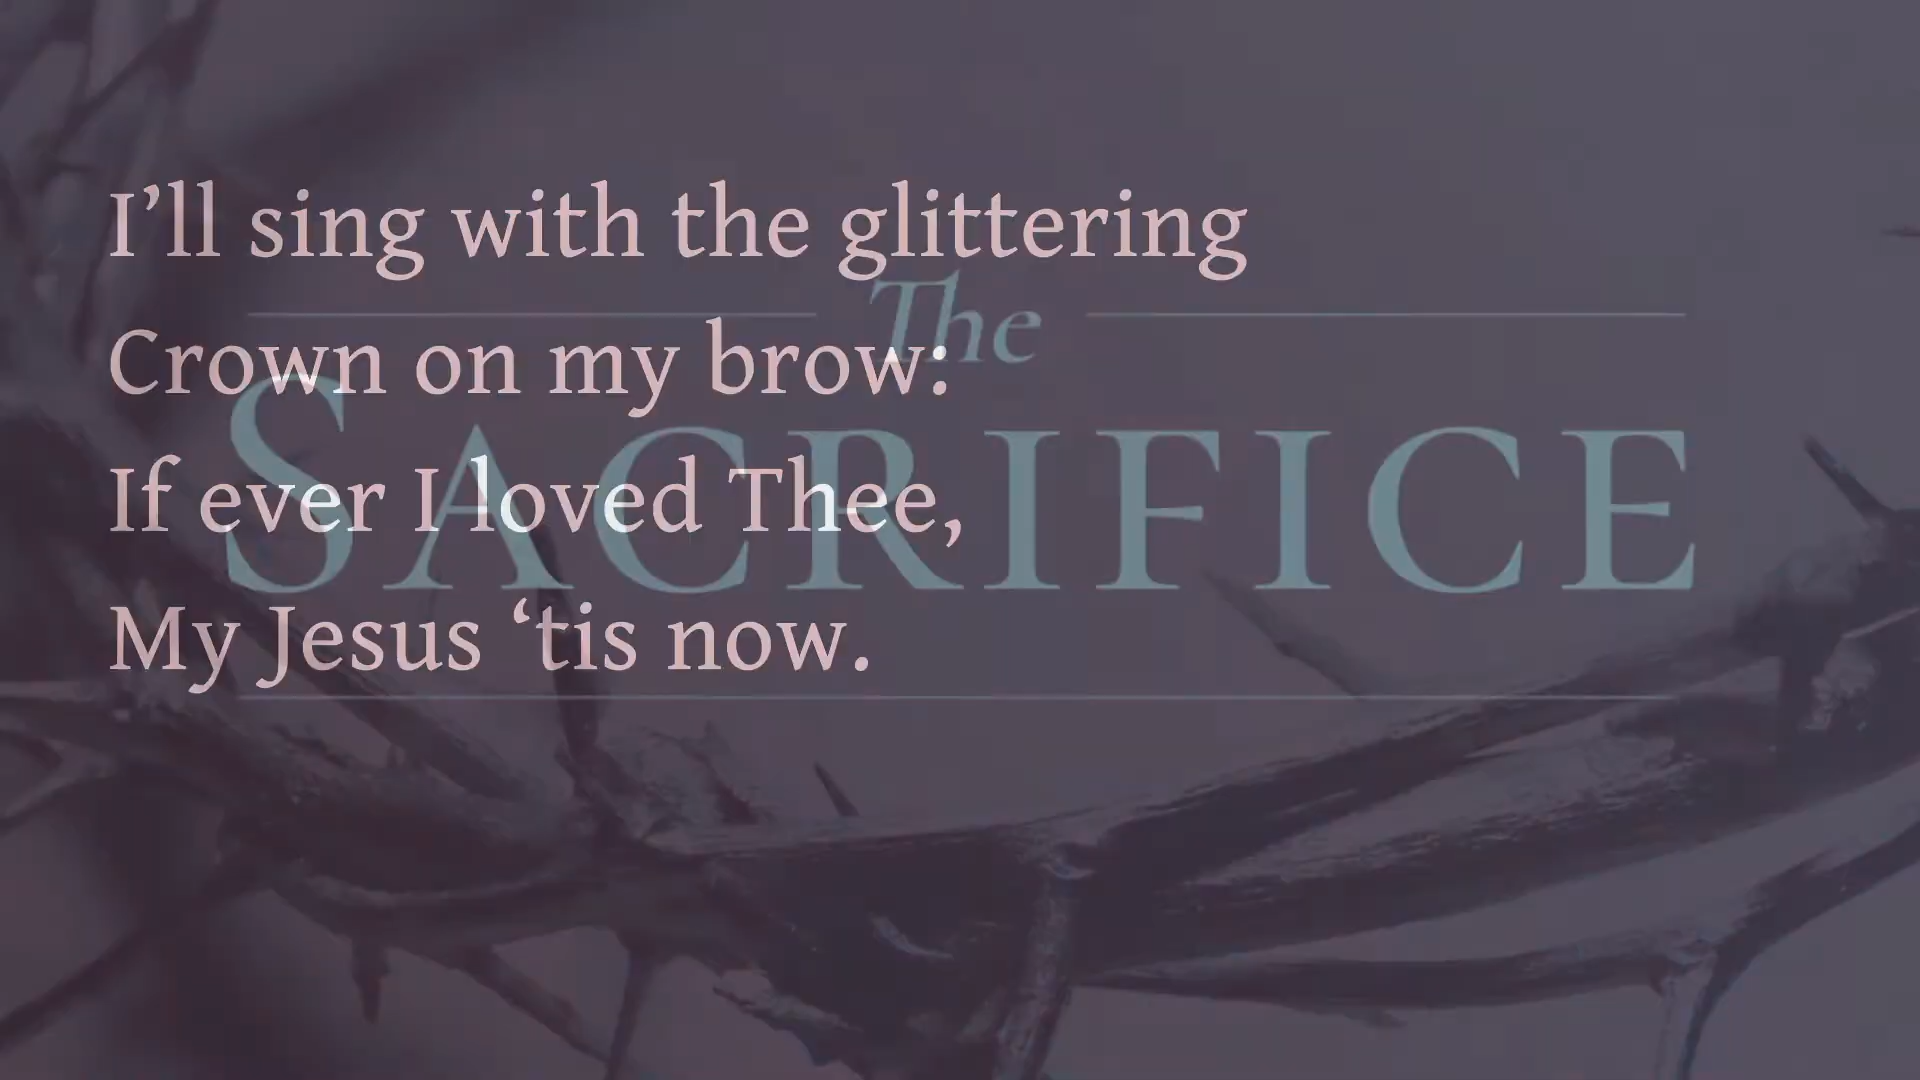 I’ll sing with the glittering
Crown on my brow:
If ever I loved Thee,
My Jesus ‘tis now.
The
SACRIFICE